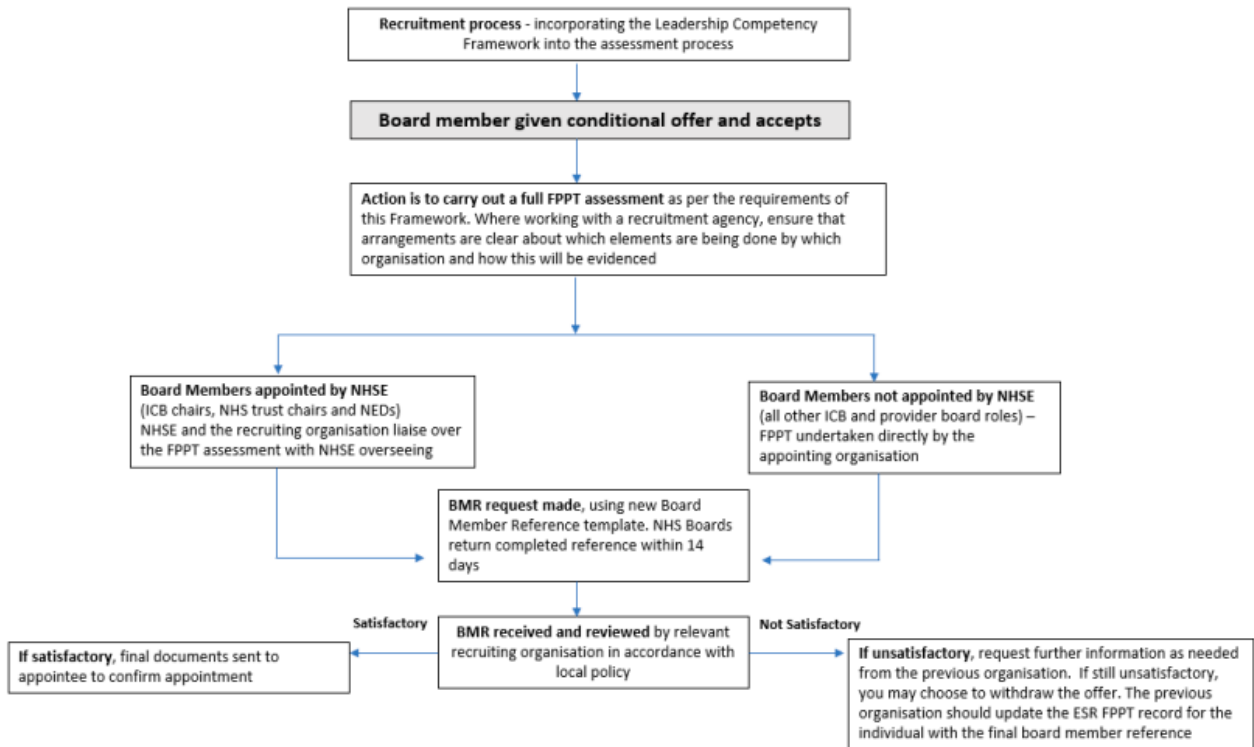 Recruitment process - incorporating the Leadership Competency
Framework into the assessment process
Board member given conditional offer and accepts
Action is to carry out a full FPPT assessment as per the requirements of
this Framework. Where working with a recruitment agency, ensure that
arrangements are clear about which elements are being done by which
organisation and how this will be evidenced
Board Members appointed by NHSE
(ICB chairs, NHS trust chairs and NEDs)
NHSE and the recruiting organisation liaise over
the FPPT assessment with NHSE overseeing
Board Members not appointed by NHSE
(all other ICB and provider board roles) –
FPPT undertaken directly by the
appointing organisation
BMR request made, using new Board
Member Reference template. NHS Boards
return completed reference within 14
days
Satisfactory
Not Satisfactory
BMR received and reviewed by relevant
recruiting organisation in accordance with
local policy
If satisfactory, final documents sent to
appointee to confirm appointment
If unsatisfactory, request further information as needed
from the previous organisation. If still unsatisfactory,
you may choose to withdraw the offer. The previous
organisation should update the ESR FPPT record for the
individual with the final board member reference